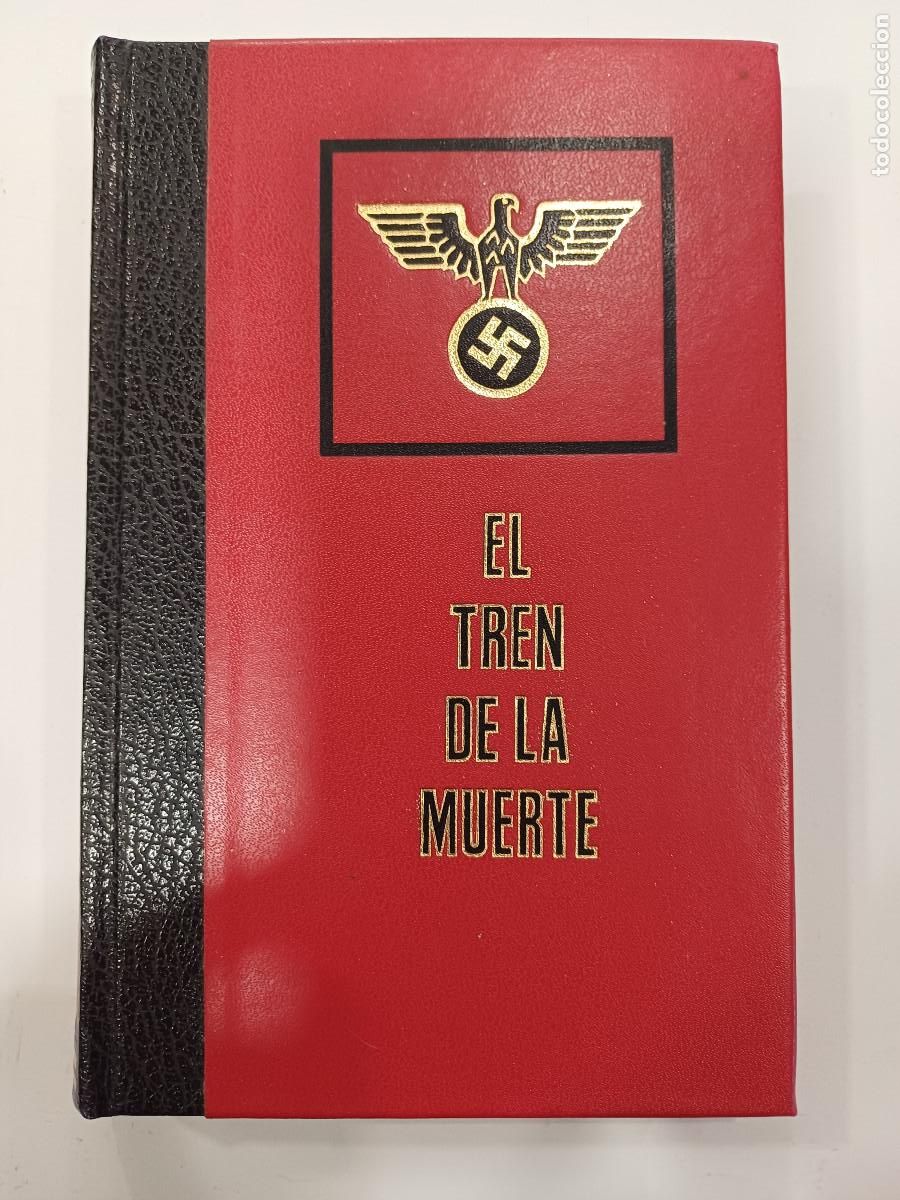 todocoleccion
EL
TREN
DE LA
MUERTE